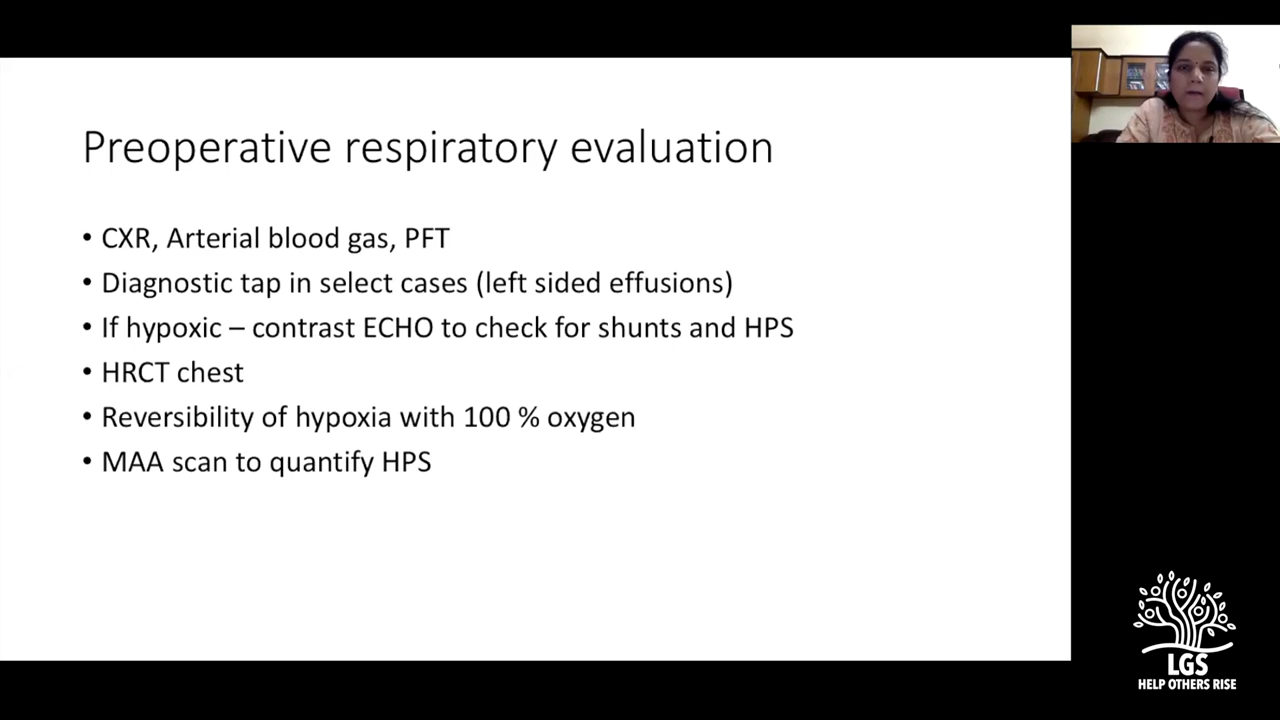 Preoperative respiratory evaluation
• CXR, Arterial blood gas, PFT
• Diagnostic tap in select cases (left sided effusions)
• If hypoxic – contrast ECHO to check for shunts and HPS
• HRCT chest
• Reversibility of hypoxia with 100 % oxygen
• MAA scan to quantify HPS
LGS
HELP OTHERS RISE